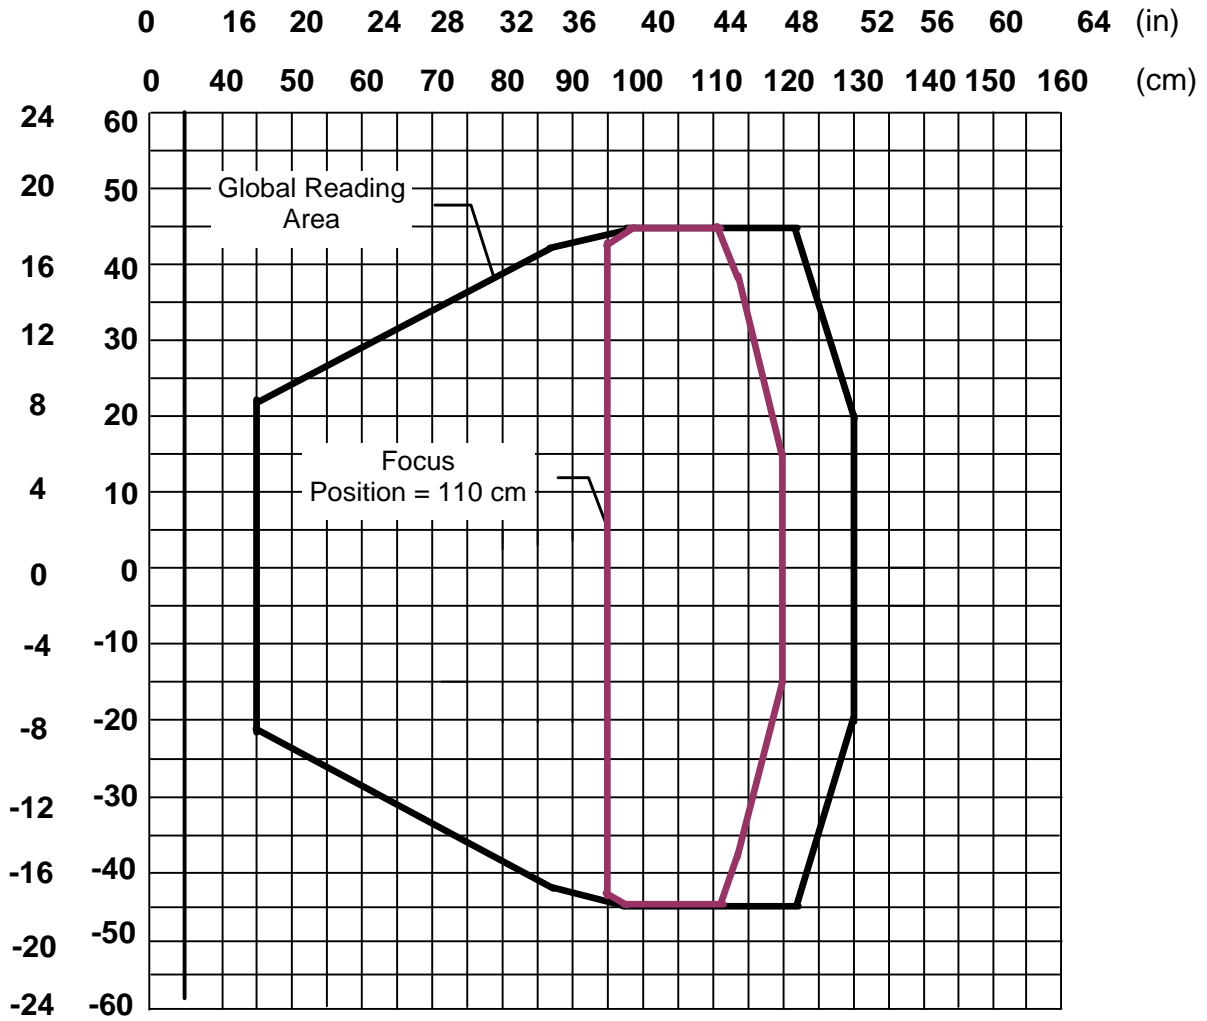 0 16 20 24 28 32 36 40 44 48 52 56 60 64 (in)
0 40 50 60 70 80 90 100 110 120 130 140 150 160 (cm)
24 60
20 50
Global Reading
Area
16 40
12 30
8 20
Focus
Position = 110 cm
4 10
0 0
-4 -10
-8 -20
-12 -30
-16 -40
-20 -50
-24 -60